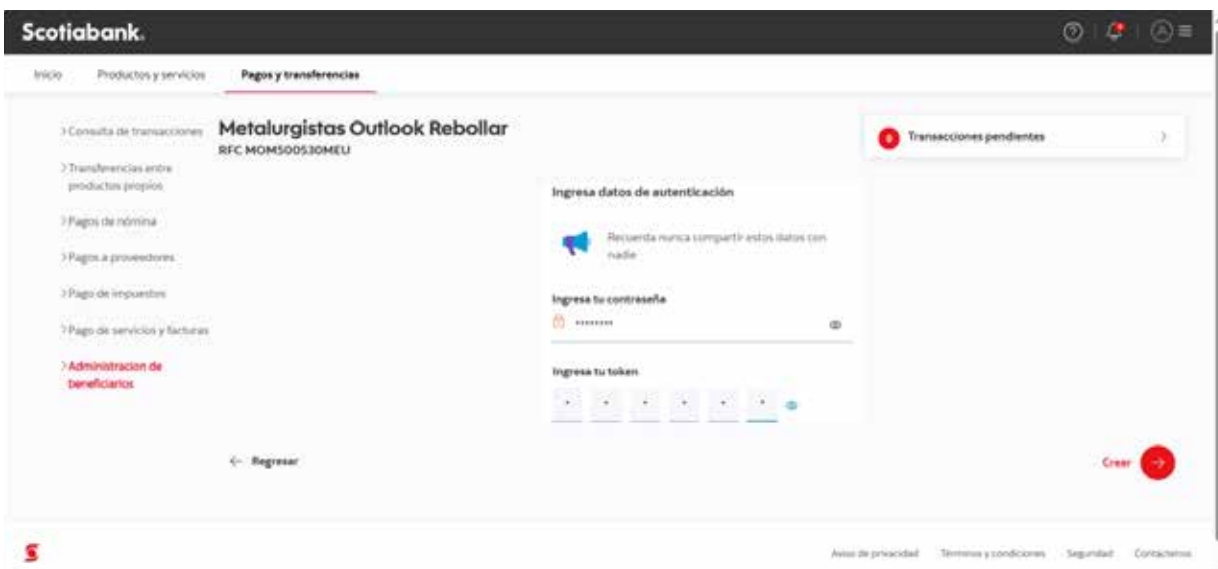 Scotiabank.
Inicio Productos y servicios Pagos y transferencias
Consulta de transacciones
Transferencias entre
productos propios
Pagos de nómina
Pagos a proveedores
Pago de impuestos
Pago de servicios y facturas
Administracion de
beneficiarios
Metalurgistas Outlook Rebollar
RFC MOM500530MEU
0 Transacciones pendientes
Ingresa datos de autenticación
Recuerda nunca compartir estos datos con
nadie
Ingresa tu contraseña
Ingresa tu token
Regresar
Crear
Aviso de privacidad Términos y condiciones Seguridad Contáctenos